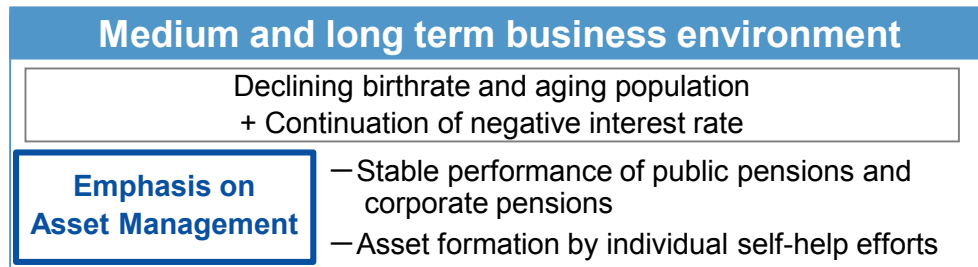 Medium and long term business environment
Declining birthrate and aging population
+ Continuation of negative interest rate
Emphasis on
Asset Management
—Stable performance of public pensions and
corporate pensions
—Asset formation by individual self-help efforts